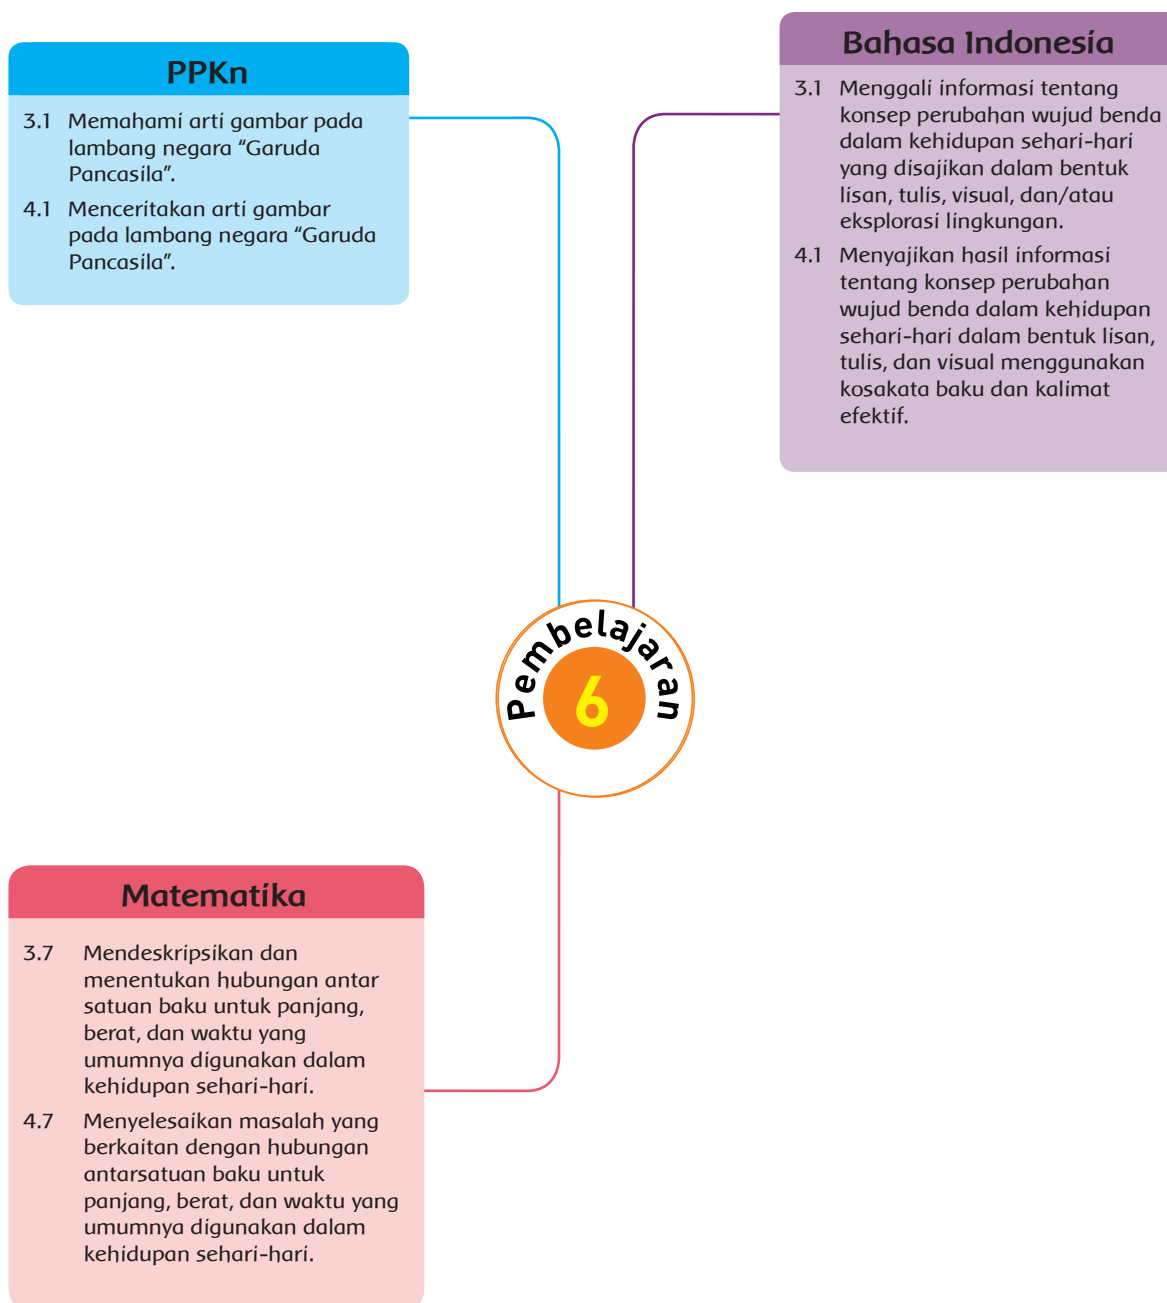 PPKn
3.1 Memahami arti gambar pada
lambang negara “Garuda
Pancasila”.
4.1 Menceritakan arti gambar
pada lambang negara “Garuda
Pancasila”.
Bahasa Indonesia
3.1 Menggali informasi tentang
konsep perubahan wujud benda
dalam kehidupan sehari-hari
yang disajikan dalam bentuk
lisan, tulis, visual, dan/atau
eksplorasi lingkungan.
4.1 Menyajikan hasil informasi
tentang konsep perubahan
wujud benda dalam kehidupan
sehari-hari dalam bentuk lisan,
tulis, dan visual menggunakan
kosakata baku dan kalimat
efektif.
Pembelajaran
6
Matematika
3.7 Mendeskripsikan dan
menentukan hubungan antar
satuan baku untuk panjang,
berat, dan waktu yang
umumnya digunakan dalam
kehidupan sehari-hari.
4.7 Menyelesaikan masalah yang
berkaitan dengan hubungan
antarsatuan baku untuk
panjang, berat, dan waktu yang
umumnya digunakan dalam
kehidupan sehari-hari.